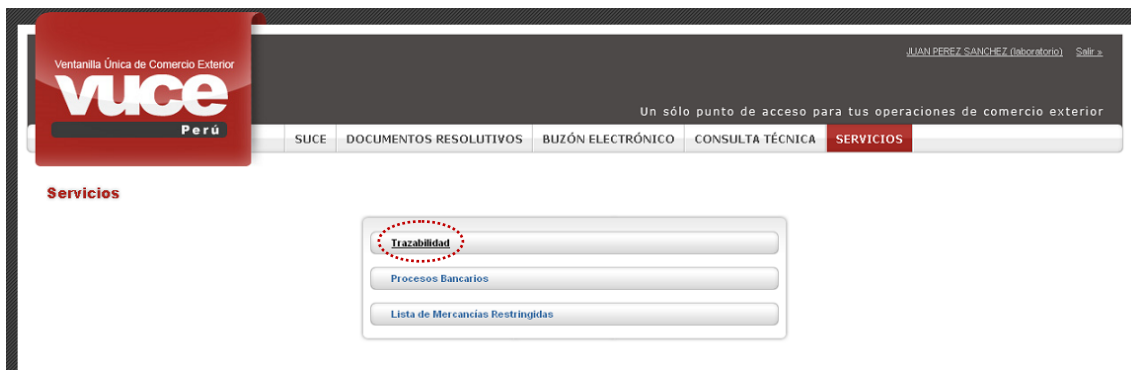 JUAN PEREZ SANCHEZ (laboratorio) Salir »
Ventanilla Única de Comercio Exterior
vuce
Perú
Un sólo punto de acceso para tus operaciones de comercio exterior
SUCE DOCUMENTOS RESOLUTIVOS BUZÓN ELECTRÓNICO CONSULTA TÉCNICA SERVICIOS
Servicios
Trazabilidad
Procesos Bancarios
Lista de Mercancías Restringidas